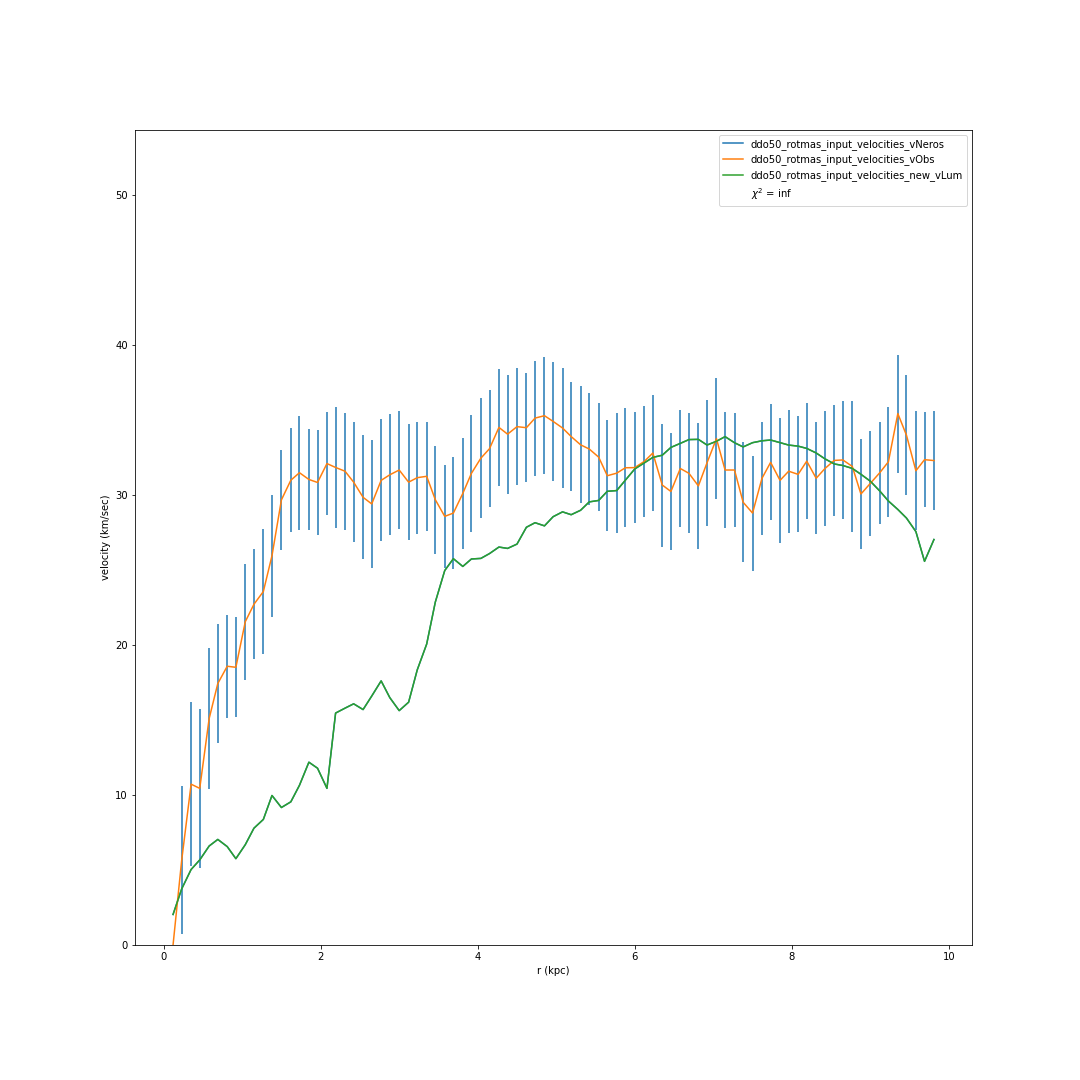 ddo50_rotmas_input_velocities_vNeros
ddo50_rotmas_input_velocities_vObs
ddo50_rotmas_input_velocities_new_vLum
χ² = inf
50
40
30
20
10
0
velocity (km/sec)
0 2 4 6 8 10
r (kpc)